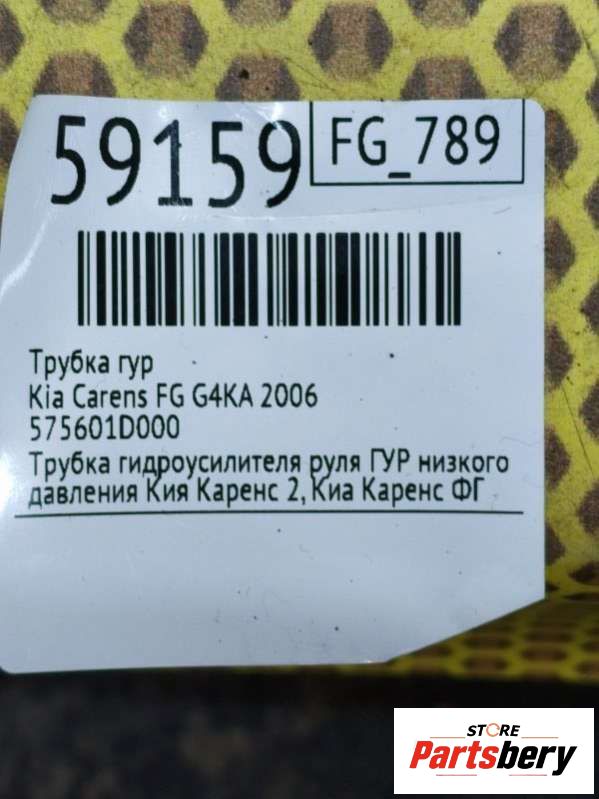 59159
FG_789
Трубка гур
Kia Carens FG G4KA 2006
575601D000
Трубка гидроусилителя руля ГУР низкого
давления Кия Каренс 2, Киа Каренс ФГ
STORE
Partsbery